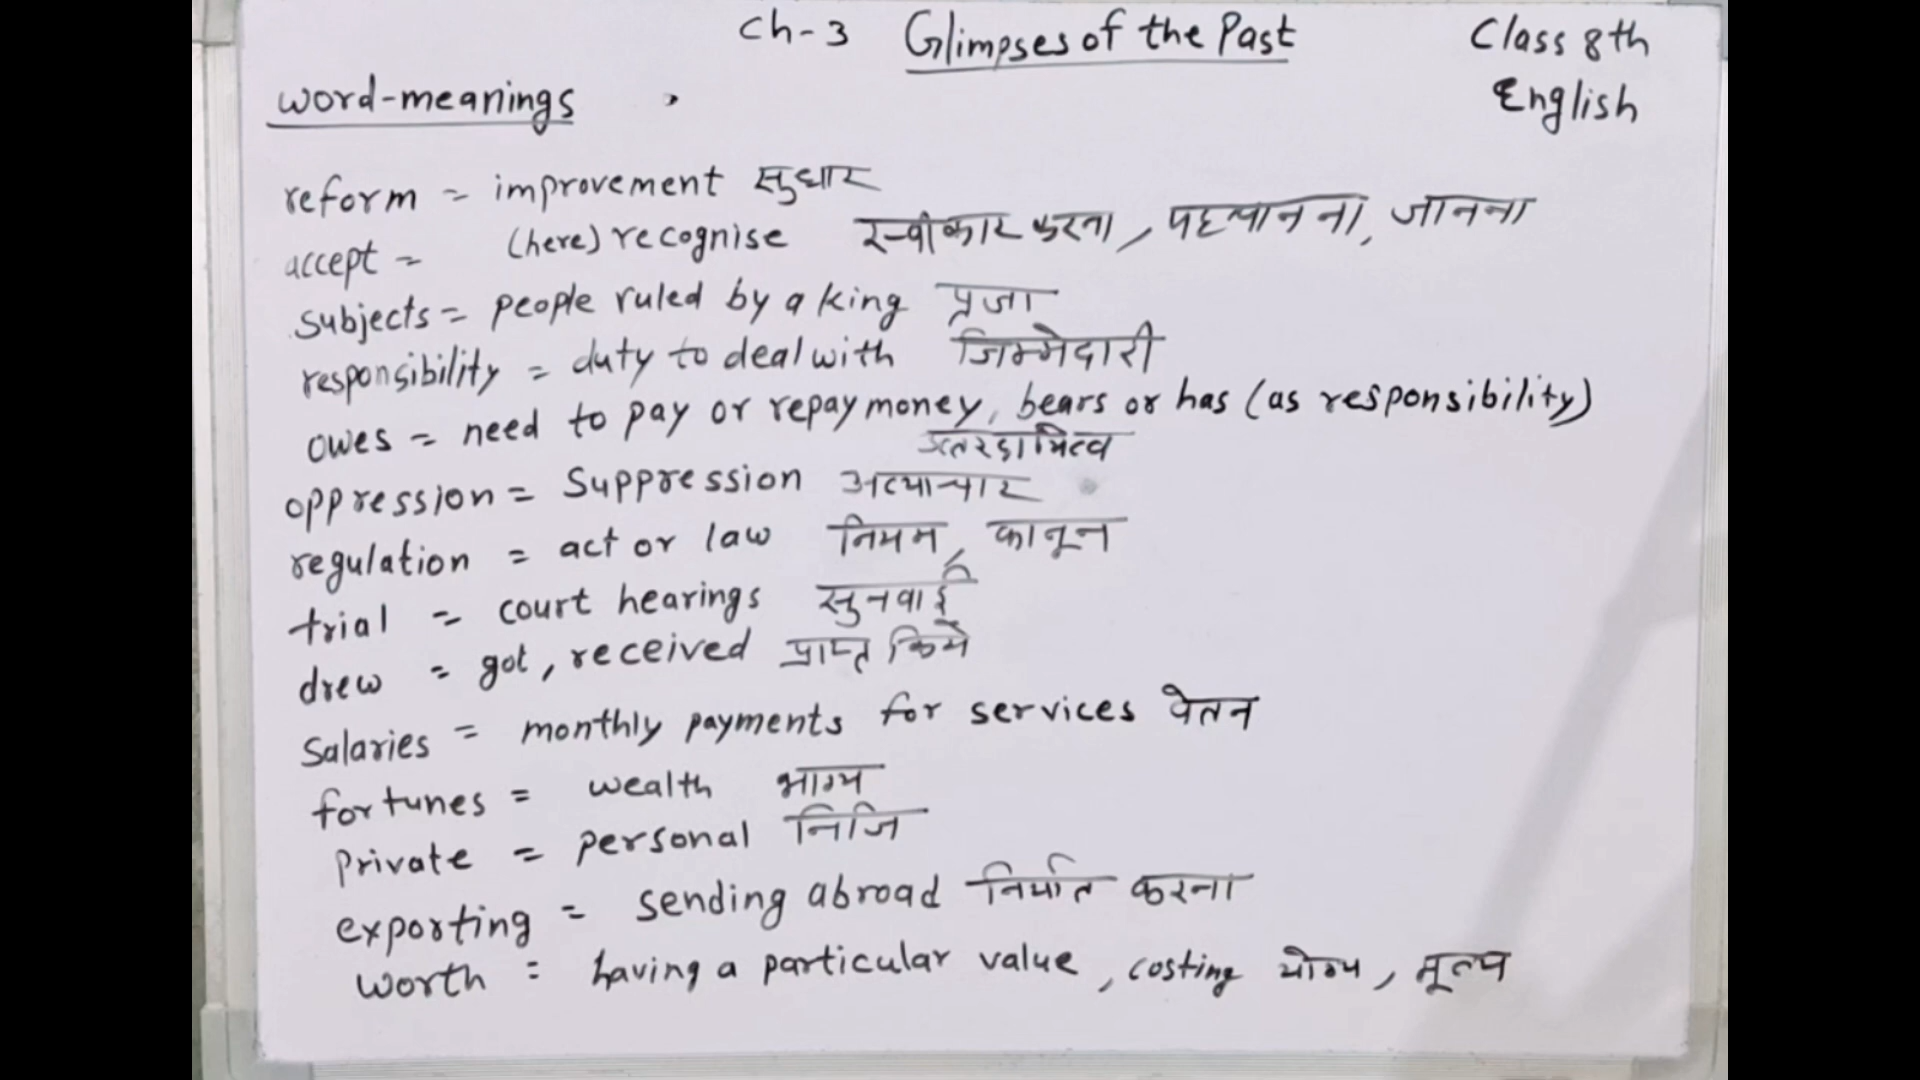 Ch-3 Glimpses of the Past Class 8th
English
word-meanings
reform = improvement सुधार
accept = (here) recognise स्वीकार करना, पहचानना, जानना
Subjects = people ruled by a king प्रजा
responsibility = duty to deal with जिम्मेदारी
owes = need to pay or repay money, bears or has (as responsibility)
उतरदायित्व
oppression = Suppression अत्याचार
regulation = act or law नियम, कानून
trial = court hearings सुनवाई
drew = got, received प्राप्त किये
Salaries = monthly payments for services वेतन
fortunes = wealth भाग्य
Private = personal निजि
exporting = sending abroad निर्यात करना
worth = having a particular value, costing योग्य, मूल्य